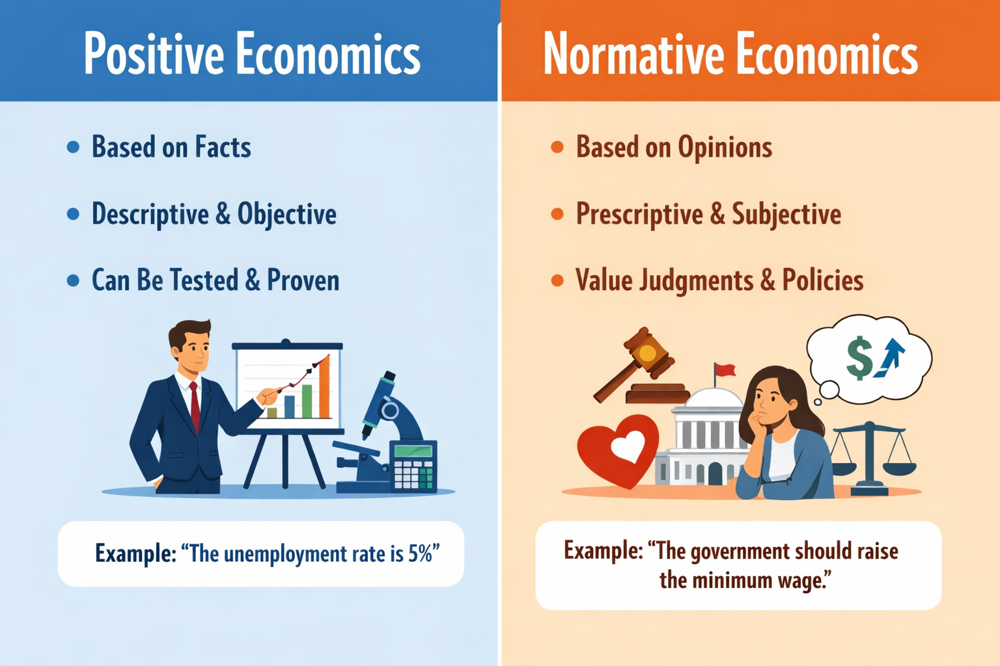 Positive Economics
• Based on Facts
• Descriptive & Objective
• Can Be Tested & Proven
Example: “The unemployment rate is 5%”
Normative Economics
• Based on Opinions
• Prescriptive & Subjective
• Value Judgments & Policies
$
Example: “The government should raise
the minimum wage.”